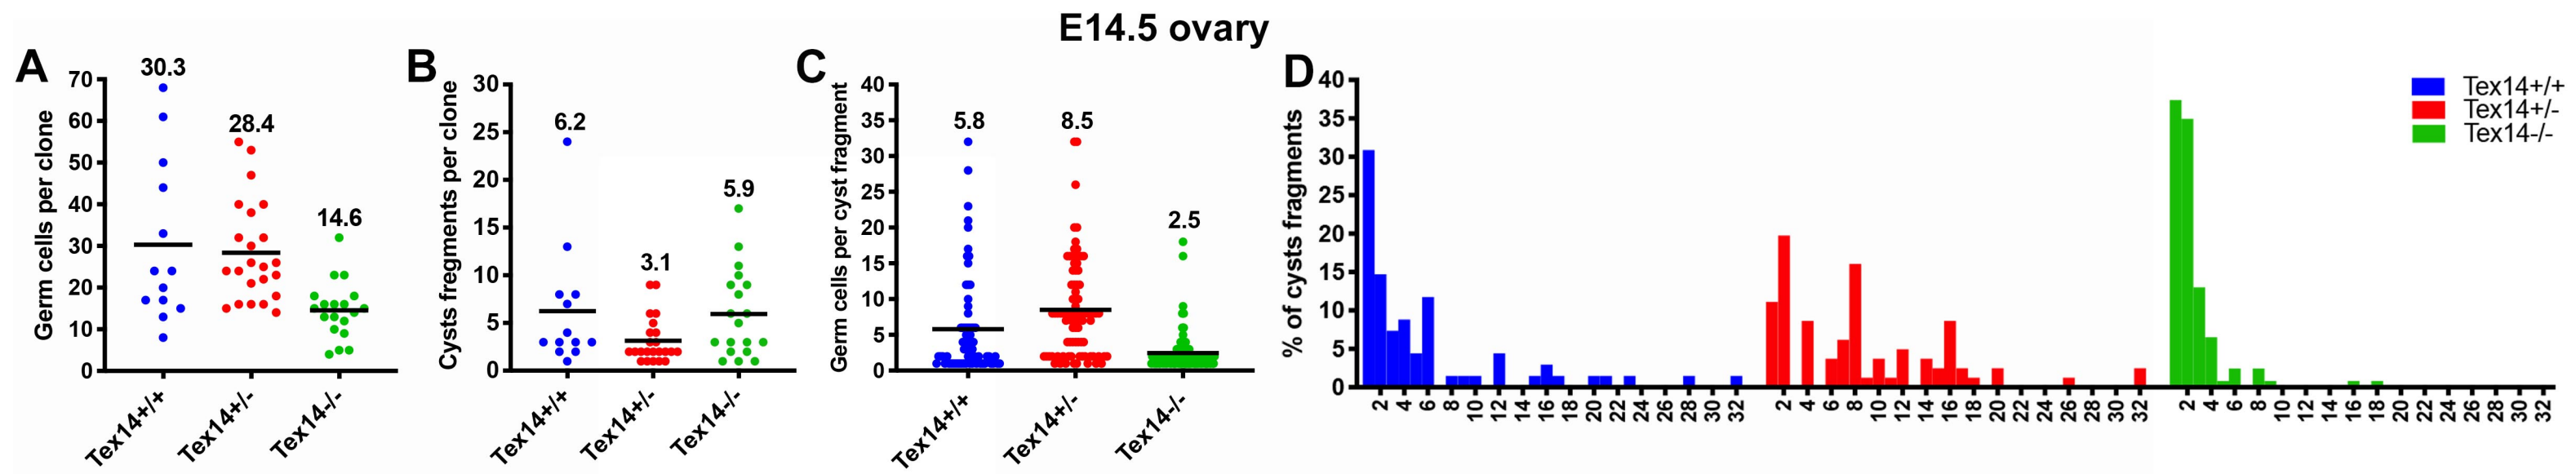 E14.5 ovary
A
Germ cells per clone
70
60
50
40
30
20
10
0
30.3
28.4
14.6
Tex14+/+
Tex14+/-
Tex14-/-
B
Cysts fregments per clone
30
25
20
15
10
5
0
6.2
3.1
5.9
Tex14+/+
Tex14+/-
Tex14-/-
C
Germ cells per cyst fragment
40
35
30
25
20
15
10
5
0
5.8
8.5
2.5
Tex14+/+
Tex14+/-
Tex14-/-
D
% of cysts fragments
40
35
30
25
20
15
10
5
0
2 4 6 8 10 12 14 16 18 20 22 24 26 28 30 32
2 4 6 8 10 12 14 16 18 20 22 24 26 28 30 32
2 4 6 8 10 12 14 16 18 20 22 24 26 28 30 32
Tex14+/+
Tex14+/-
Tex14-/-